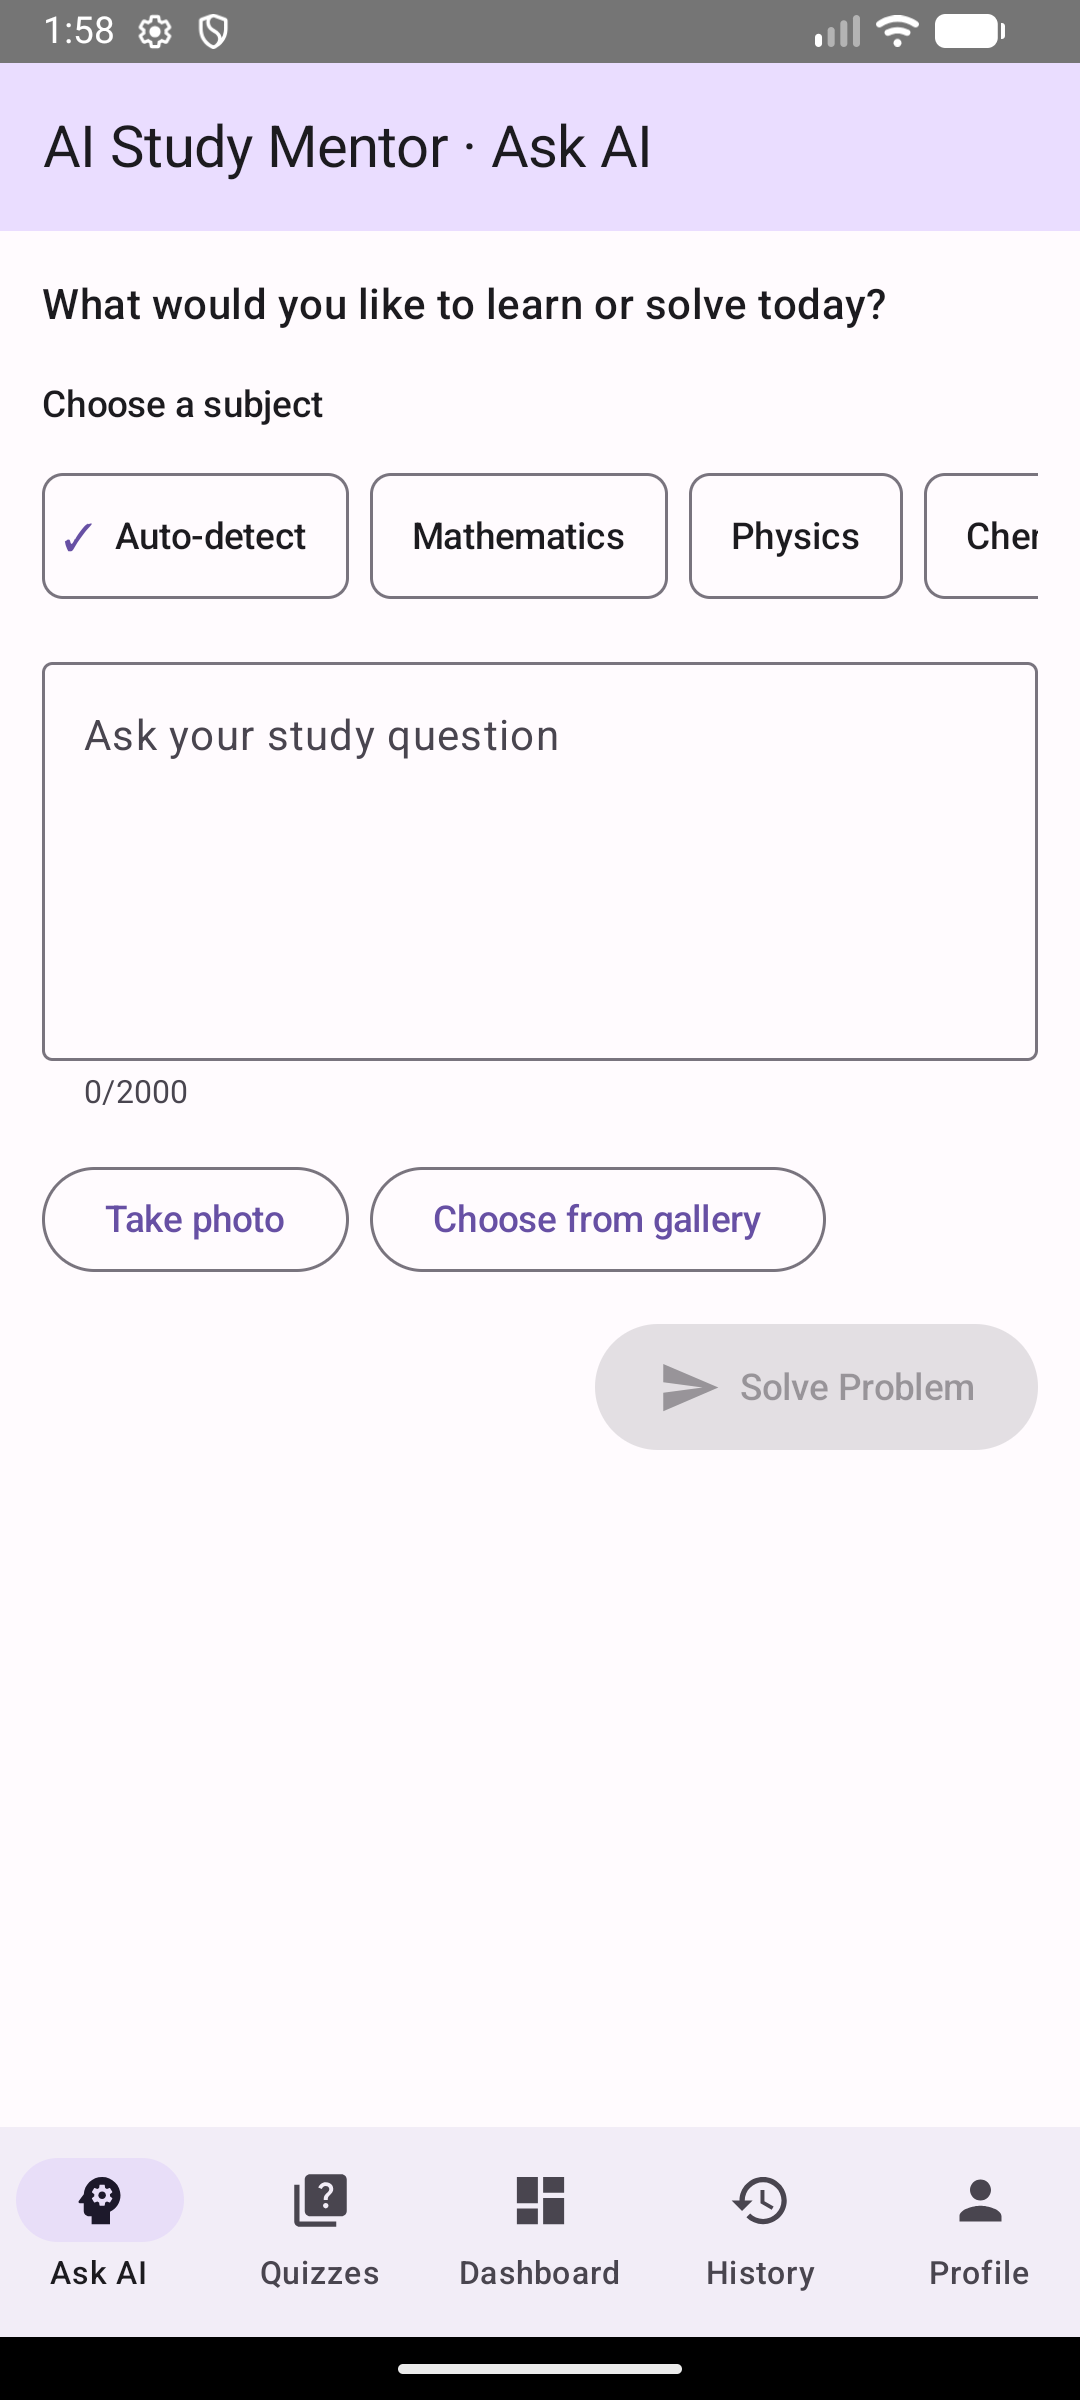 1:58
AI Study Mentor · Ask AI
What would you like to learn or solve today?
Choose a subject
✓ Auto-detect Mathematics Physics Cher
Ask your study question
0/2000
Take photo Choose from gallery
Solve Problem
Ask AI Quizzes Dashboard History Profile